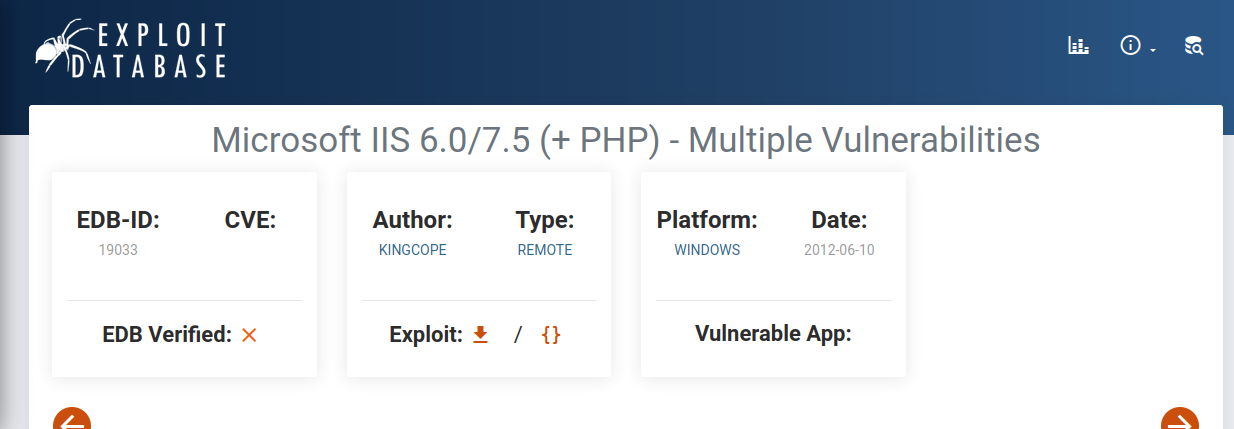 EXPLOIT
DATABASE
Microsoft IIS 6.0/7.5 (+ PHP) - Multiple Vulnerabilities
EDB-ID:
19033
CVE:
EDB Verified:
Author:
KINGCOPE
Type:
REMOTE
Exploit: / {}
Platform:
WINDOWS
Date:
2012-06-10
Vulnerable App: